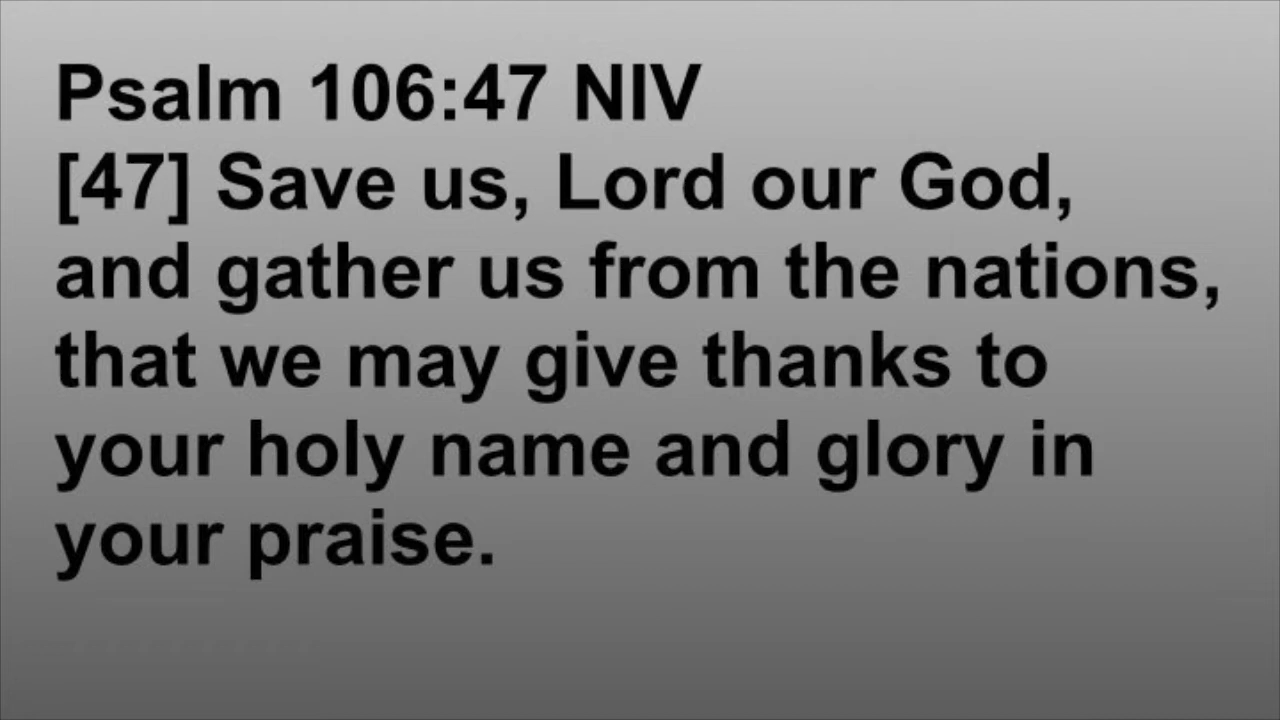 Psalm 106:47 NIV
[47] Save us, Lord our God,
and gather us from the nations,
that we may give thanks to
your holy name and glory in
your praise.